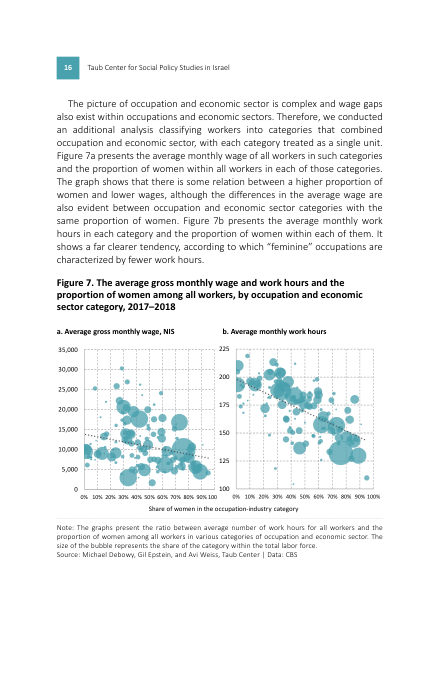 16
Taub Center for Social Policy Studies in Israel
The picture of occupation and economic sector is complex and wage gaps
also exist within occupations and economic sectors. Therefore, we conducted
an additional analysis classifying workers into categories that combined
occupation and economic sector, with each category treated as a single unit.
Figure 7a presents the average monthly wage of all workers in such categories
and the proportion of women within all workers in each of those categories.
The graph shows that there is some relation between a higher proportion of
women and lower wages, although the differences in the average wage are
also evident between occupation and economic sector categories with the
same proportion of women. Figure 7b presents the average monthly work
hours in each category and the proportion of women within each of them. It
shows a far clearer tendency, according to which “feminine” occupations are
characterized by fewer work hours.
Figure 7. The average gross monthly wage and work hours and the
proportion of women among all workers, by occupation and economic
sector category, 2017–2018
a. Average gross monthly wage, NIS
35,000
30,000
25,000
20,000
15,000
10,000
5,000
0
0% 10% 20% 30% 40% 50% 60% 70% 80% 90% 100
b. Average monthly work hours
225
200
175
150
125
100
0% 10% 20% 30% 40% 50% 60% 70% 80% 90% 100%
Share of women in the occupation-industry category
Note: The graphs present the ratio between average number of work hours for all workers and the
proportion of women among all workers in various categories of occupation and economic sector. The
size of the bubble represents the share of the category within the total labor force.
Source: Michael Debowy, Gil Epstein, and Avi Weiss, Taub Center | Data: CBS